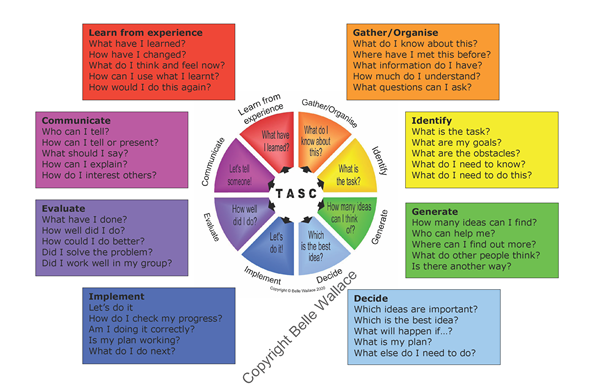 Learn from experience
What have I learned?
How have I changed?
What do I think and feel now?
How can I use what I learnt?
How would I do this again?
Gather/Organise
What do I know about this?
Where have I met this before?
What information do I have?
How much do I understand?
What questions can I ask?
Communicate
Who can I tell?
How can I tell or present?
What should I say?
How can I explain?
How do I interest others?
Identify
What is the task?
What are my goals?
What are the obstacles?
What do I need to know?
What do I need to do this?
Evaluate
What have I done?
How well did I do?
How could I do better?
Did I solve the problem?
Did I work well in my group?
Generate
How many ideas can I find?
Who can help me?
Where can I find out more?
What do other people think?
Is there another way?
Implement
Let's do it
How do I check my progress?
Am I doing it correctly?
Is my plan working?
What do I do next?
Decide
Which ideas are important?
Which is the best idea?
What will happen if…?
What is my plan?
What else do I need to do?
Learn from
experience
Gather/Organise
Identify
Generate
Decide
Implement
Evaluate
Communicate
What have
I learned?
What do I
know about
this?
What is
the task?
How many ideas
can I think
of?
Which
is the best
idea?
Let's
do it!
How well
did I do?
Let's tell
someone!
TASC
Copyright © Belle Wallace 2000
Copyright Belle Wallace